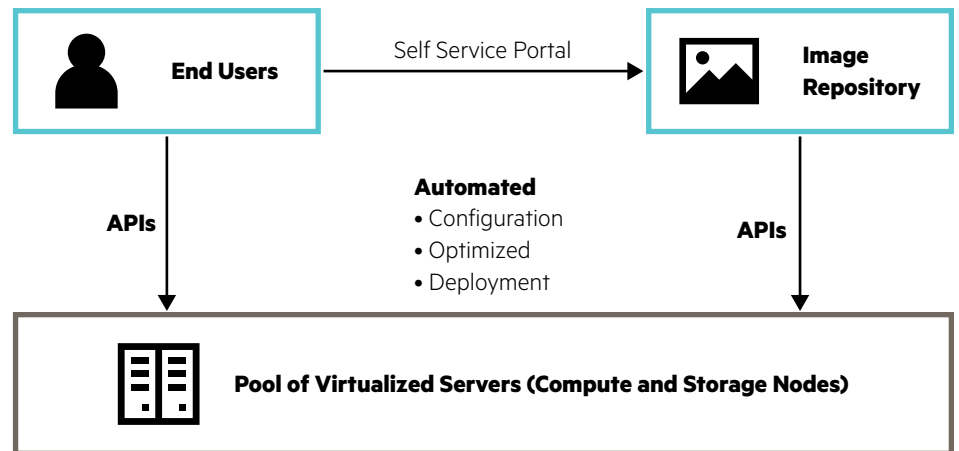 End Users
Self Service Portal
Image
Repository
APIs
Automated
• Configuration
• Optimized
• Deployment
APIs
Pool of Virtualized Servers (Compute and Storage Nodes)